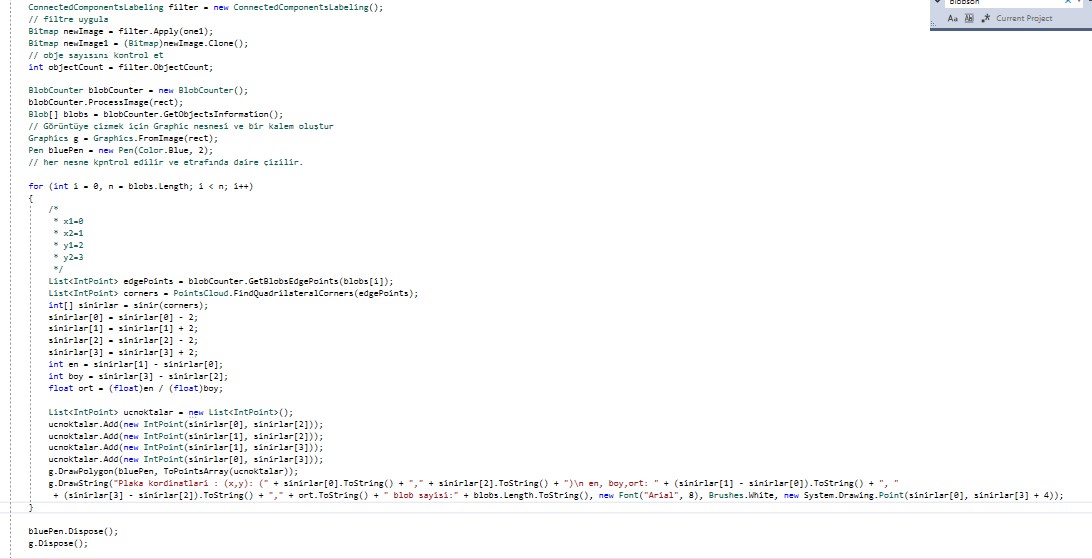 ConnectedComponentsLabeling filter = new ConnectedComponentsLabeling();
// filtre uygula
Bitmap newImage = filter.Apply(one1);
Bitmap newImage1 = (Bitmap)newImage.Clone();
// obje sayısını kontrol et
int objectCount = filter.ObjectCount;
BlobCounter blobCounter = new BlobCounter();
blobCounter.ProcessImage(rect);
Blob[] blobs = blobCounter.GetObjectsInformation();
// Görüntüye çizmek için Graphic nesnesi ve bir kalem oluştur
Graphics g = Graphics.FromImage(rect);
Pen bluePen = new Pen(Color.Blue, 2);
// her nesne kpntrol edilir ve etrafında daire çizilir.
for (int i = 0, n = blobs.Length; i < n; i++)
{
/*
* x1=0
* x2=1
* y1=2
* y2=3
*/
List<IntPoint> edgePoints = blobCounter.GetBlobsEdgePoints(blobs[i]);
List<IntPoint> corners = PointsCloud.FindQuadrilateralCorners(edgePoints);
int[] sinirlar = sinir(corners);
sinirlar[0] = sinirlar[0] - 2;
sinirlar[1] = sinirlar[1] + 2;
sinirlar[2] = sinirlar[2] - 2;
sinirlar[3] = sinirlar[3] + 2;
int en = sinirlar[1] - sinirlar[0];
int boy = sinirlar[3] - sinirlar[2];
float ort = (float)en / (float)boy;
List<IntPoint> ucnoktalar = new List<IntPoint>();
ucnoktalar.Add(new IntPoint(sinirlar[0], sinirlar[2]));
ucnoktalar.Add(new IntPoint(sinirlar[1], sinirlar[2]));
ucnoktalar.Add(new IntPoint(sinirlar[1], sinirlar[3]));
ucnoktalar.Add(new IntPoint(sinirlar[0], sinirlar[3]));
g.DrawPolygon(bluePen, ToPointsArray(ucnoktalar));
g.DrawString("Plaka kordinatlari : (x,y): (" + sinirlar[0].ToString() + "," + sinirlar[2].ToString() + ")\n en, boy,ort: " + (sinirlar[1] - sinirlar[0]).ToString() + ", "
+ (sinirlar[3] - sinirlar[2]).ToString() + "," + ort.ToString() + " blob sayisi:" + blobs.Length.ToString(), new Font("Arial", 8), Brushes.White, new System.Drawing.Point(sinirlar[0], sinirlar[3] + 4));
}
bluePen.Dispose();
g.Dispose();
Aa Current Project